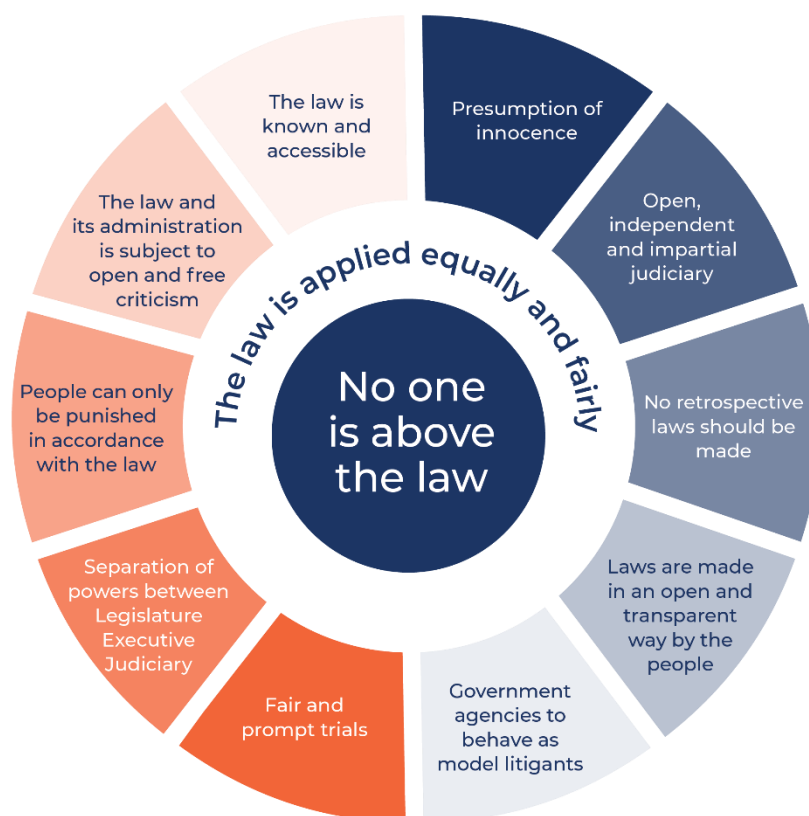 No one
is above
the law
The law is applied equally and fairly
Presumption of
innocence
Open,
independent
and impartial
judiciary
No retrospective
laws should be
made
Laws are made
in an open and
transparent
way by the
people
Government
agencies to
behave as
model litigants
Fair and
prompt trials
Separation of
powers between
Legislature
Executive
Judiciary
People can only
be punished
in accordance
with the law
The law and
its administration
is subject to
open and free
criticism
The law is
known and
accessible